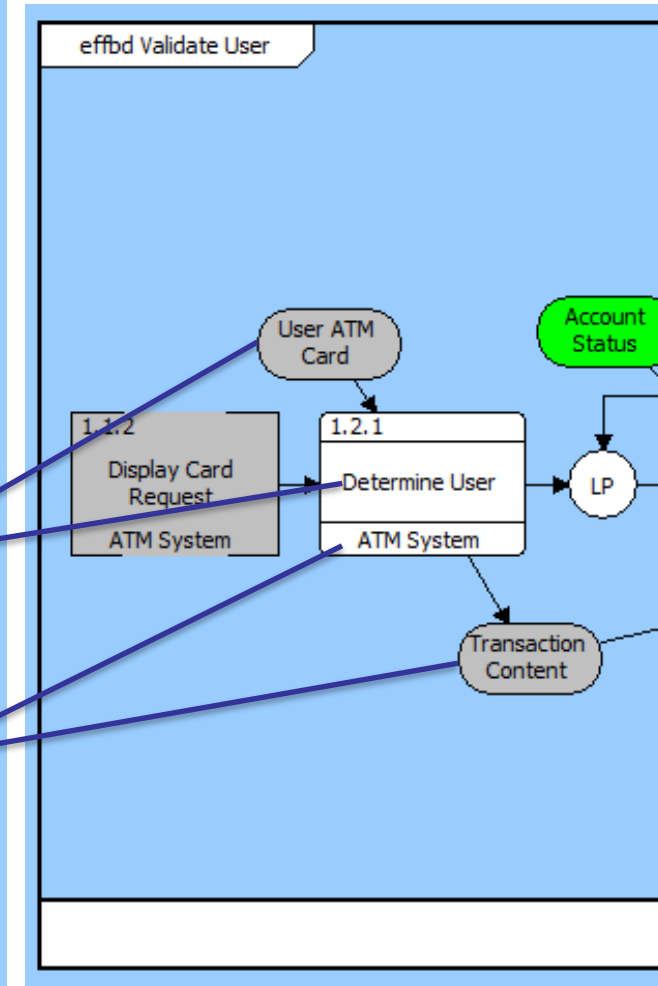 effbd Validate User
User ATM
Card
Account
Status
1.1.2
Display Card
Request
ATM System
1.2.1
Determine User
ATM System
LP
Transaction
Content